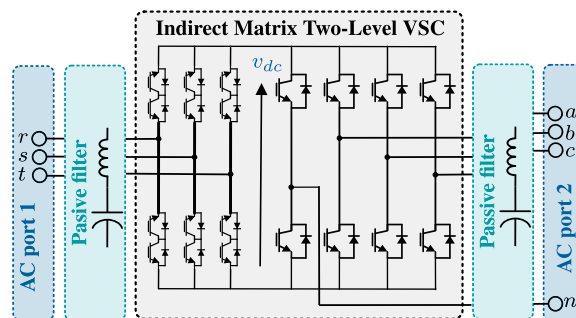 Indirect Matrix Two-Level VSC
v_dc
r
s
t
AC port 1
Pasive filter
Passive filter
AC port 2
a
b
c
n